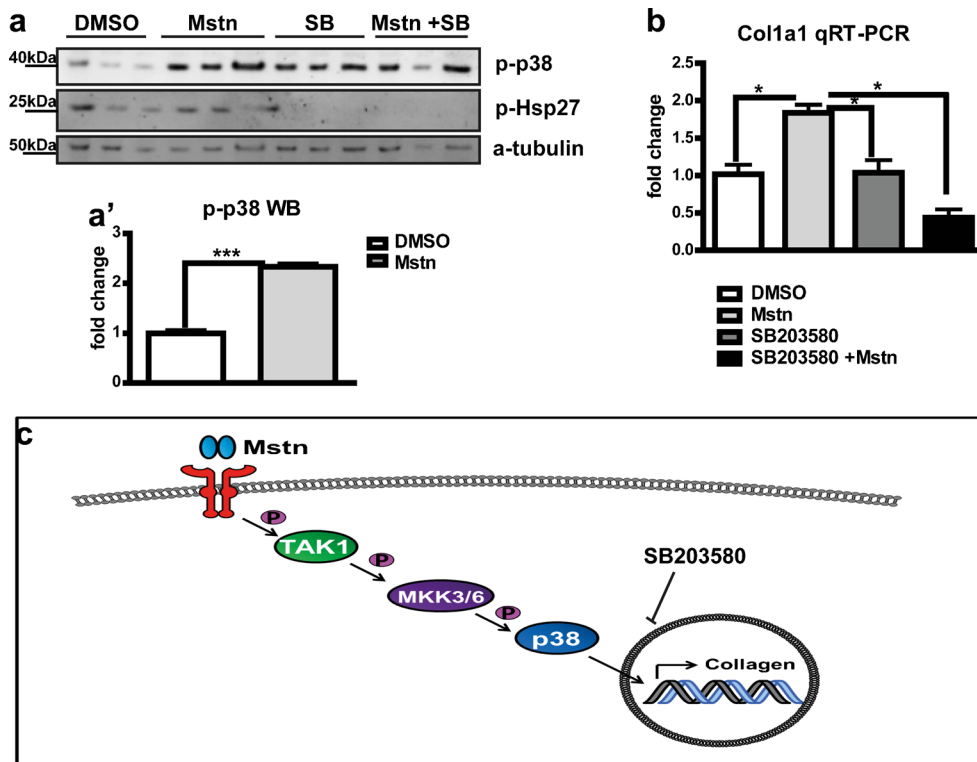 a
DMSO Mstn SB Mstn +SB
40kDa p-p38
25kDa p-Hsp27
50kDa a-tubulin
a'
p-p38 WB
fold change
3
2
1
0
***
DMSO
Mstn
b
Col1a1 qRT-PCR
fold change
2.5
2.0
1.5
1.0
0.5
0.0
* * *
DMSO
Mstn
SB203580
SB203580 +Mstn
c
Mstn
P
TAK1
P
MKK3/6
P
p38
SB203580
Collagen